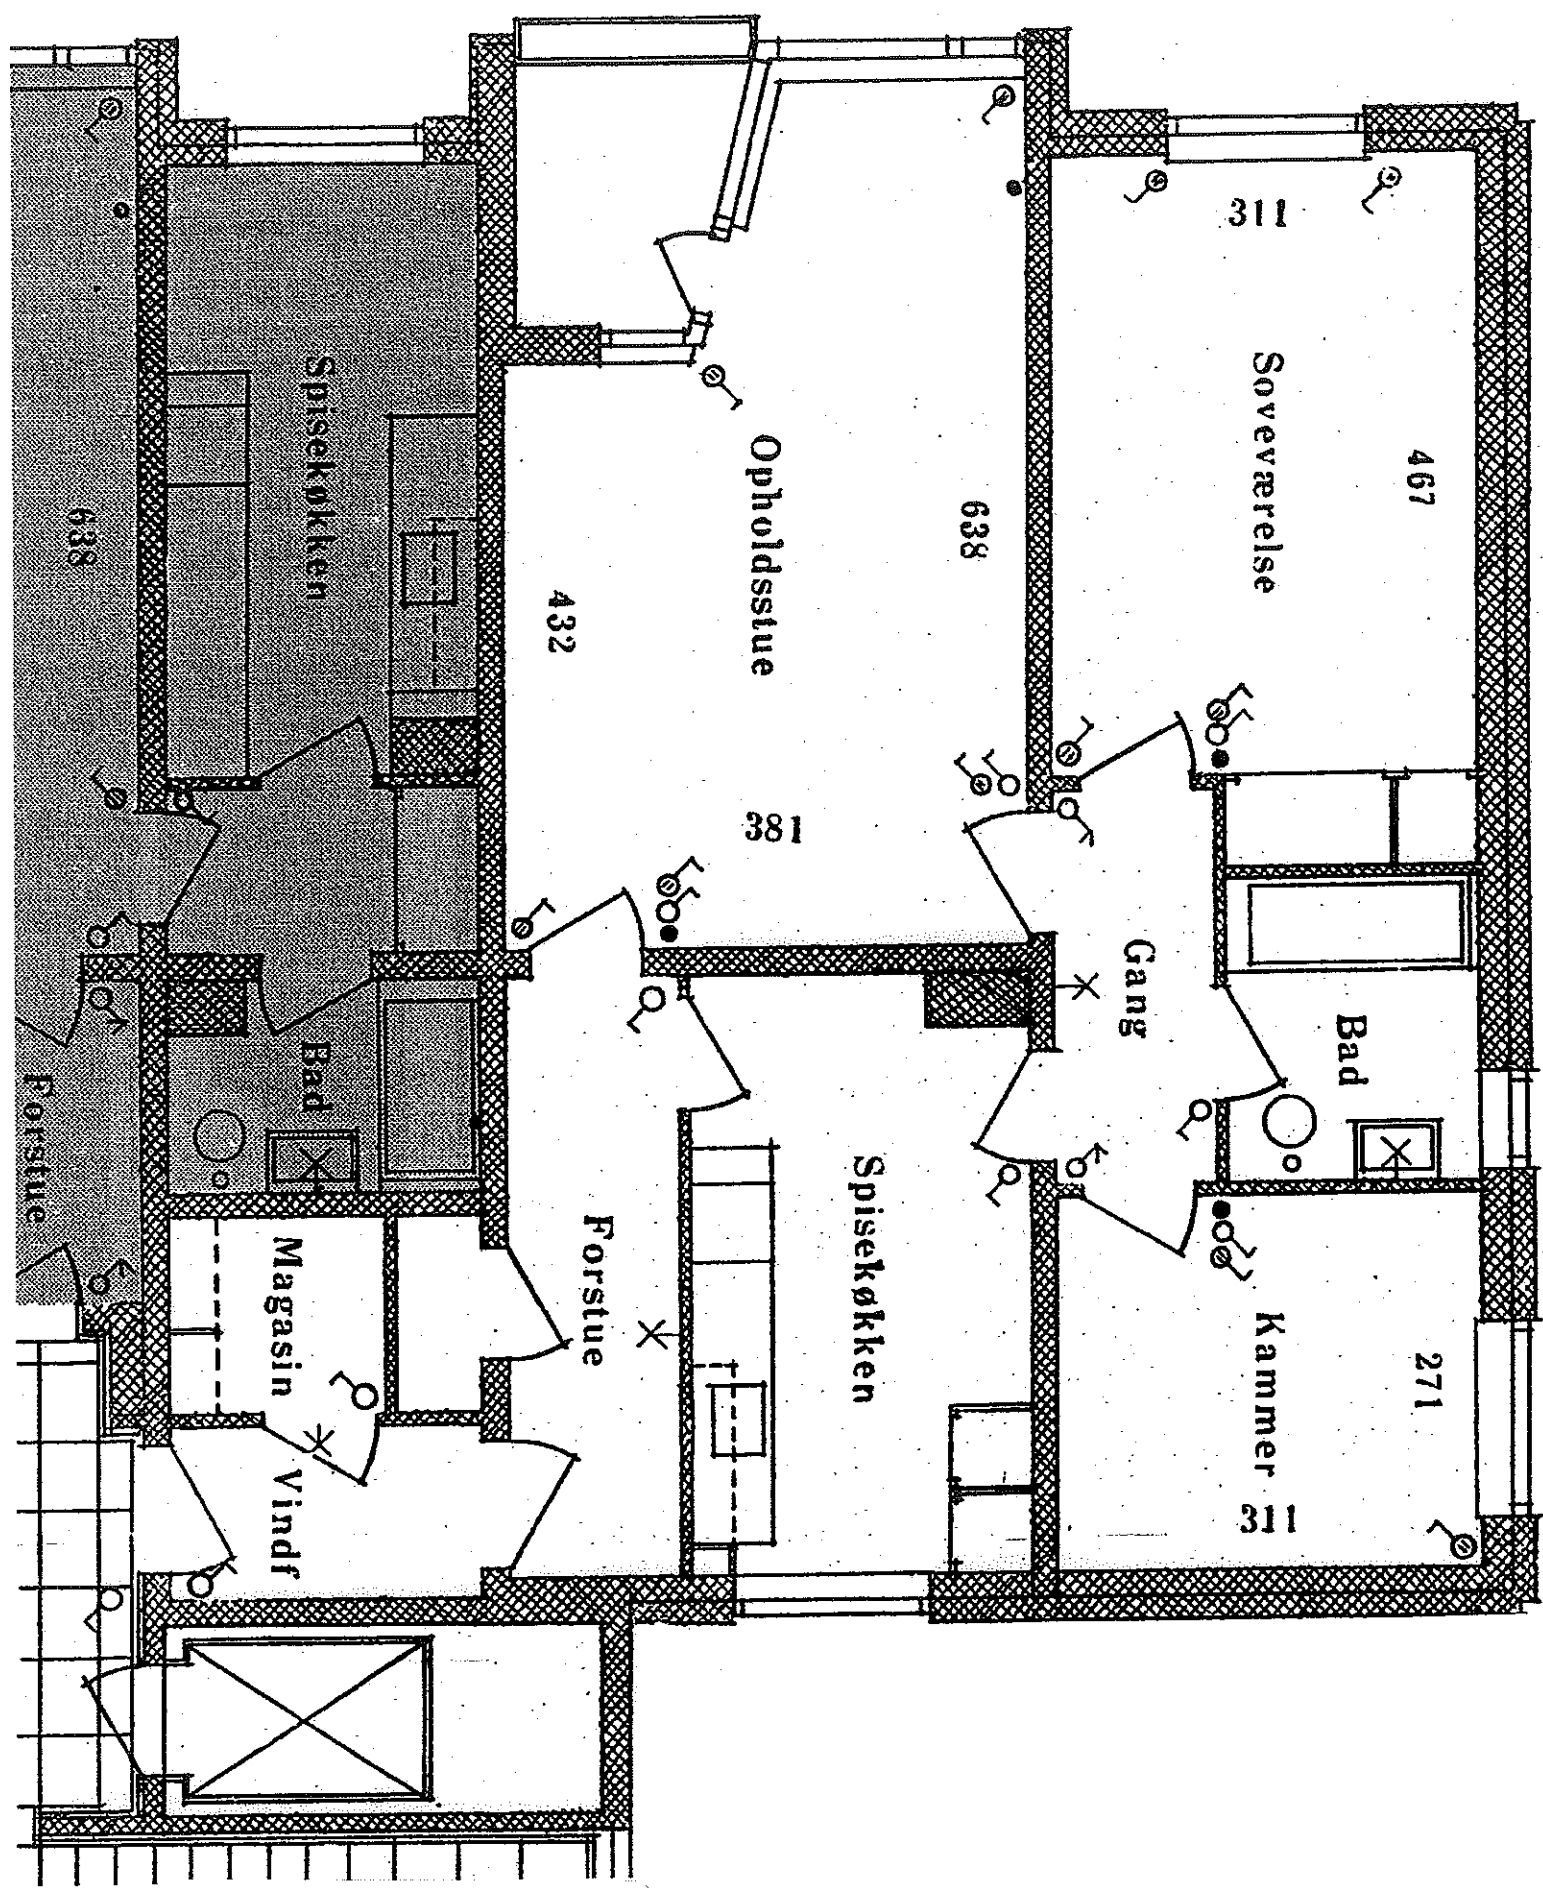 311
467
Soveværelse
638
Opholdsstue
432
381
Spisekøkken
638
Gang
Bad
Bad
Forstue
Spisekøkken
Forstue
Magasin
Vindf
Kammer
271
311